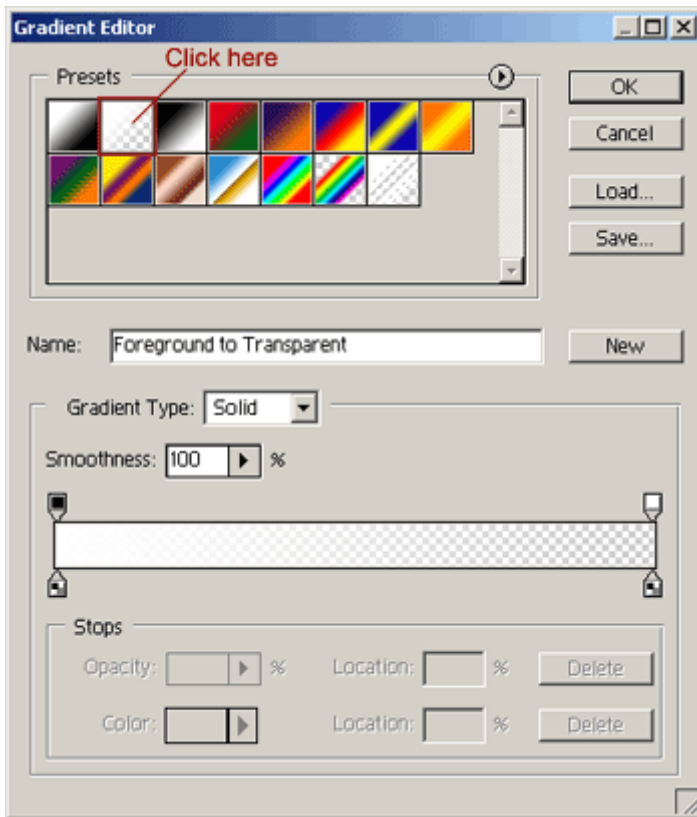 Gradient Editor
Click here
Presets
OK
Cancel
Load...
Save...
Name: Foreground to Transparent
New
Gradient Type: Solid
Smoothness: 100 %
Stops
Opacity: % Location: % Delete
Color: Location: % Delete